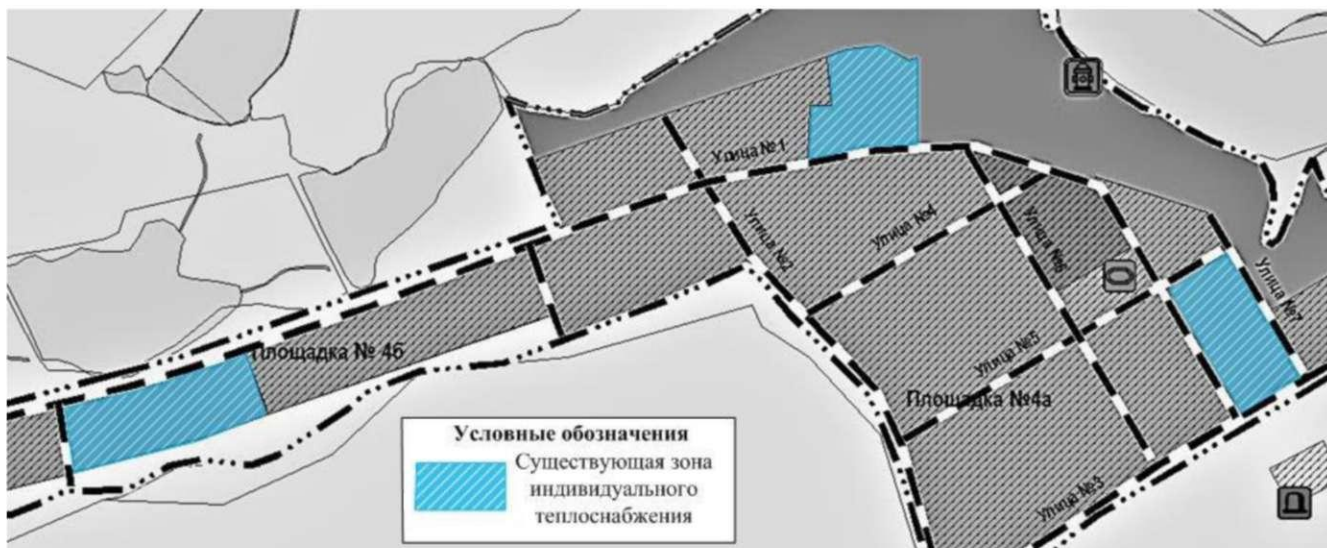 Улица №1
Улица №2
Улица №4
Улица №6
Улица №7
Площадка № 4б
Улица №5
Площадка №4а
Улица №3
Условные обозначения
Существующая зона
индивидуального
теплоснабжения